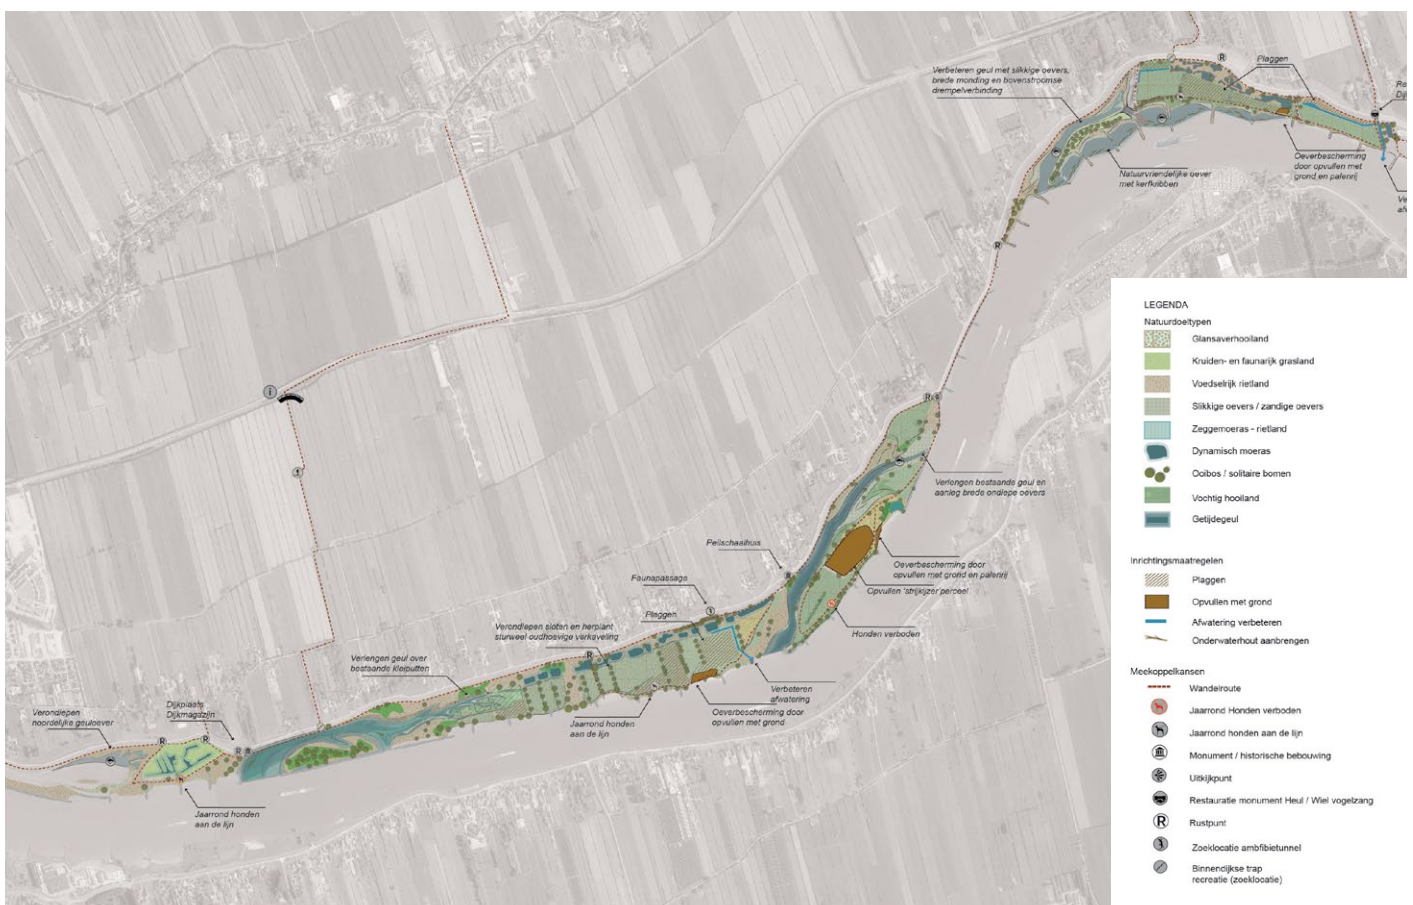 Verbeteren geul met slikkige oevers,
brede monding en bovenstroomse
drempelverbinding
R
Plaggen
Re
Dij
Oeverbescherming
door opvullen met
grond en palenrij
Natuurvriendelijke oever
met kerfkribben
Ve
afv
R
R
i
Verlengen bestaande geul en
aanleg brede ondiepe oevers
Peilschaalhuis
Oeverbescherming door
opvullen met grond en palenrij
Opvullen 'strijkijzer perceel'
Faunapassage
Plaggen
Honden verboden
Verondiepen sloten en herplant
stuweel oudhoevige verkaveling
R
Verlengen geul over
bestaande kleiputten
Verbeteren
afwatering
Oeverbescherming door
opvullen met grond
Jaarrond honden
aan de lijn
Verondiepen
noordelijke geuloever
Dijkplaats
Dijkmagazijn
R
R
R
Jaarrond honden
aan de lijn
LEGENDA
Natuurdoeltypen
Glanshaverhooiland
Kruiden- en faunarijk grasland
Voedselrijk rietland
Slikkige oevers / zandige oevers
Zeggemoeras - rietland
Dynamisch moeras
Ooibos / solitaire bomen
Vochtig hooiland
Getijdegeul
Inrichtingsmaatregelen
Plaggen
Opvullen met grond
Afwatering verbeteren
Onderwaterhout aanbrengen
Meekoppelkansen
Wandelroute
Jaarrond Honden verboden
Jaarrond honden aan de lijn
Monument / historische bebouwing
Uitkijkpunt
Restauratie monument Heul / Wiel vogelzang
R Rustpunt
Zoeklocatie ambfibietunnel
Binnendijkse trap
recreatie (zoeklocatie)